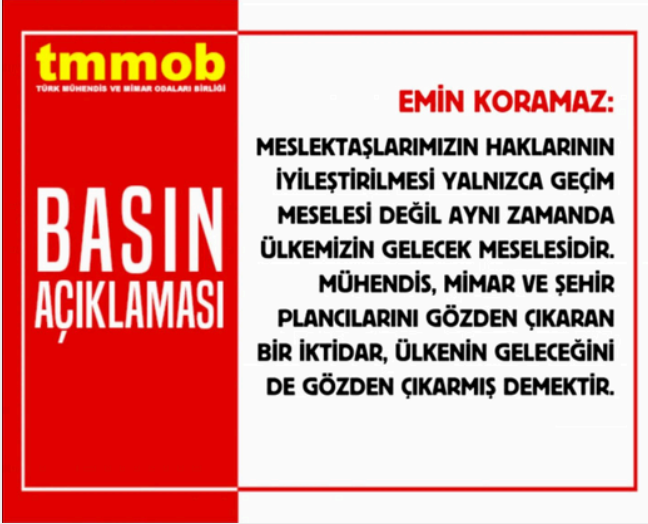 tmmob
TÜRK MÜHENDİS VE MİMAR ODALARI BİRLİĞİ
BASIN
AÇIKLAMASI
EMİN KORAMAZ:
MESLEKTAŞLARIMIZIN HAKLARININ
İYİLEŞTİRİLMESİ YALNIZCA GEÇİM
MESELESİ DEĞİL AYNI ZAMANDA
ÜLKEMİZİN GELECEK MESELESİDİR.
MÜHENDİS, MİMAR VE ŞEHİR
PLANCILARINI GÖZDEN ÇIKARAN
BİR İKTİDAR, ÜLKENİN GELECEĞİNİ
DE GÖZDEN ÇIKARMIŞ DEMEKTİR.